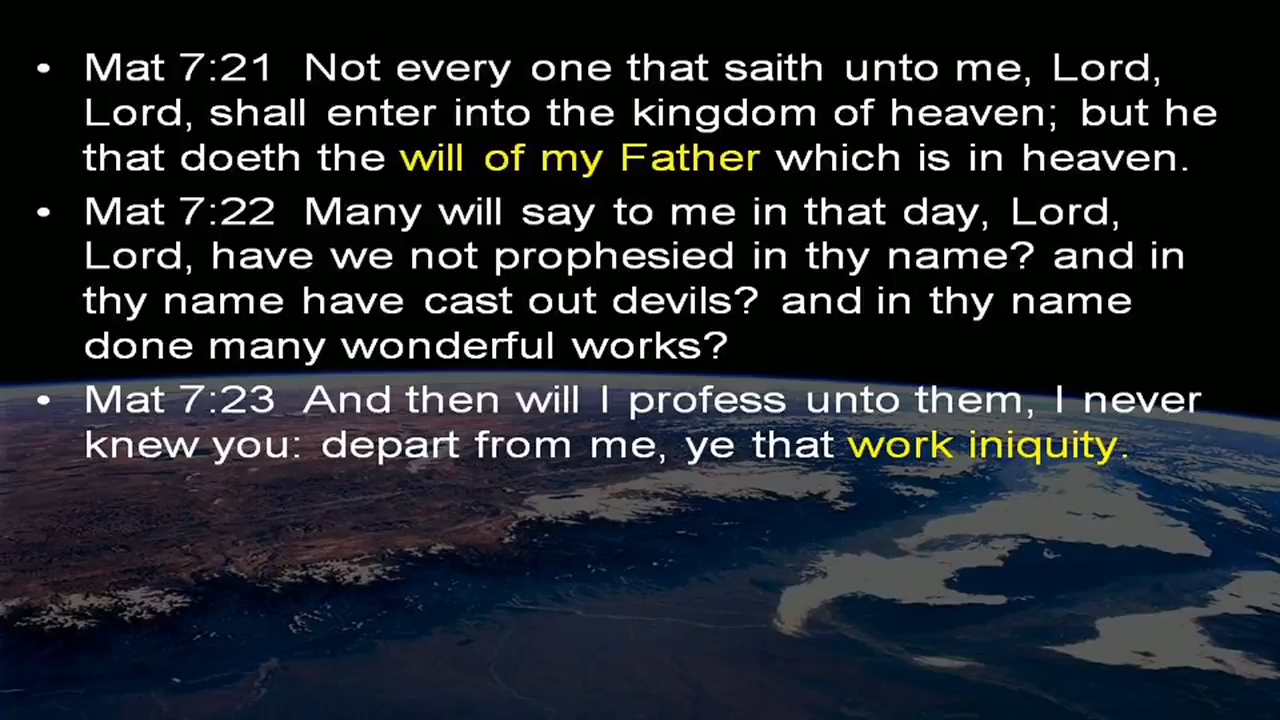 • Mat 7:21  Not every one that saith unto me, Lord,
Lord, shall enter into the kingdom of heaven; but he
that doeth the will of my Father which is in heaven.
• Mat 7:22  Many will say to me in that day, Lord,
Lord, have we not prophesied in thy name? and in
thy name have cast out devils? and in thy name
done many wonderful works?
• Mat 7:23  And then will I profess unto them, I never
knew you: depart from me, ye that work iniquity.